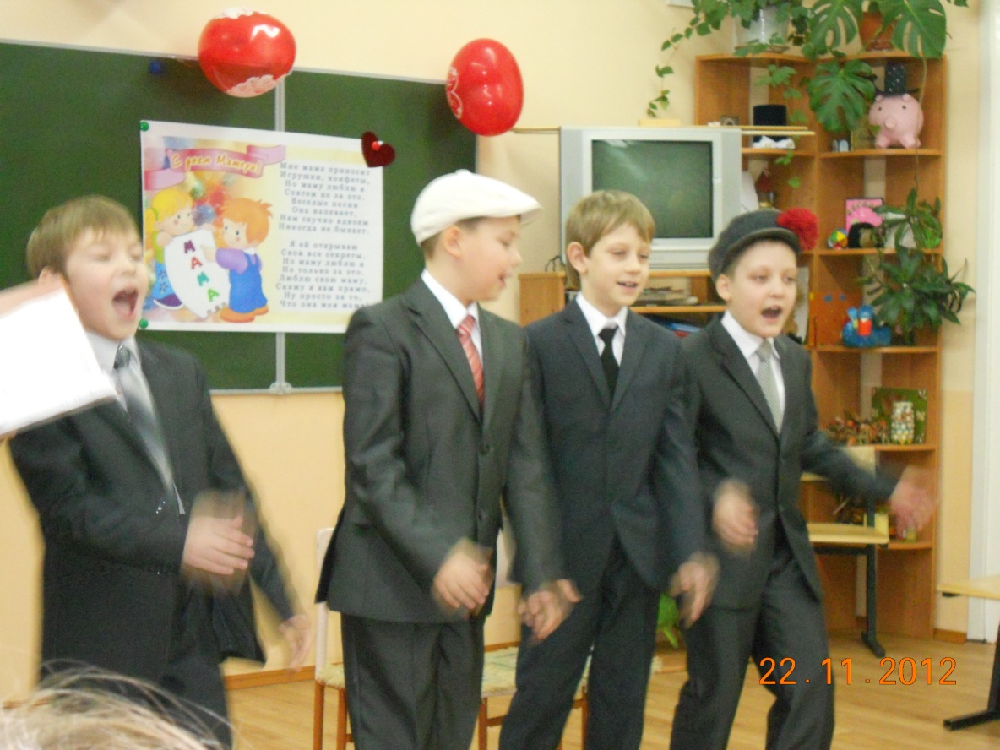 С днем Матери!
МАМА
Мне мама приносит
Игрушки, конфеты,
Но маму люблю я
Совсем не за это.
Веселые песни
Она напевает,
Нам скучно вдвоем
Никогда не бывает.
Я ей открываю
Свои все секреты.
Но маму люблю я
Не только за это.
Люблю свою маму,
Скажу я вам прямо,
Ну просто за то,
Что она моя мама!
22.11.2012